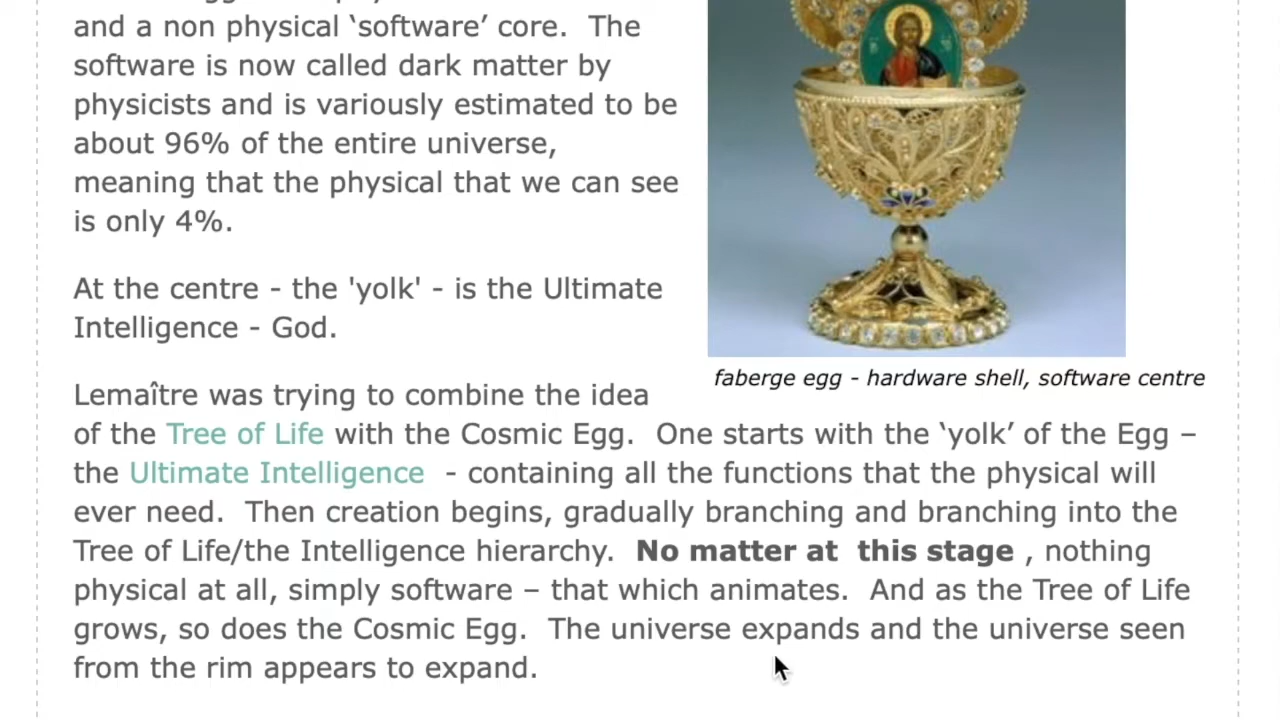 and a non physical ‘software’ core.  The
software is now called dark matter by
physicists and is variously estimated to be
about 96% of the entire universe,
meaning that the physical that we can see
is only 4%.
At the centre - the 'yolk' - is the Ultimate
Intelligence - God.
faberge egg - hardware shell, software centre
Lemaître was trying to combine the idea
of the Tree of Life with the Cosmic Egg.  One starts with the ‘yolk’ of the Egg –
the Ultimate Intelligence  - containing all the functions that the physical will
ever need.  Then creation begins, gradually branching and branching into the
Tree of Life/the Intelligence hierarchy.  No matter at  this stage , nothing
physical at all, simply software – that which animates.  And as the Tree of Life
grows, so does the Cosmic Egg.  The universe expands and the universe seen
from the rim appears to expand.